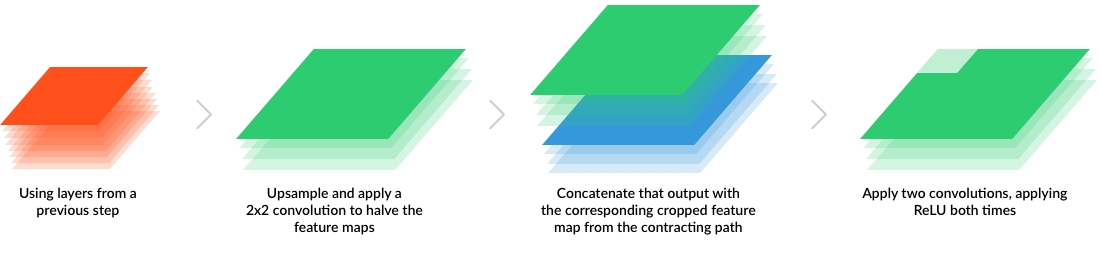 Using layers from a
previous step
Upsample and apply a
2x2 convolution to halve the
feature maps
Concatenate that output with
the corresponding cropped feature
map from the contracting path
Apply two convolutions, applying
ReLU both times